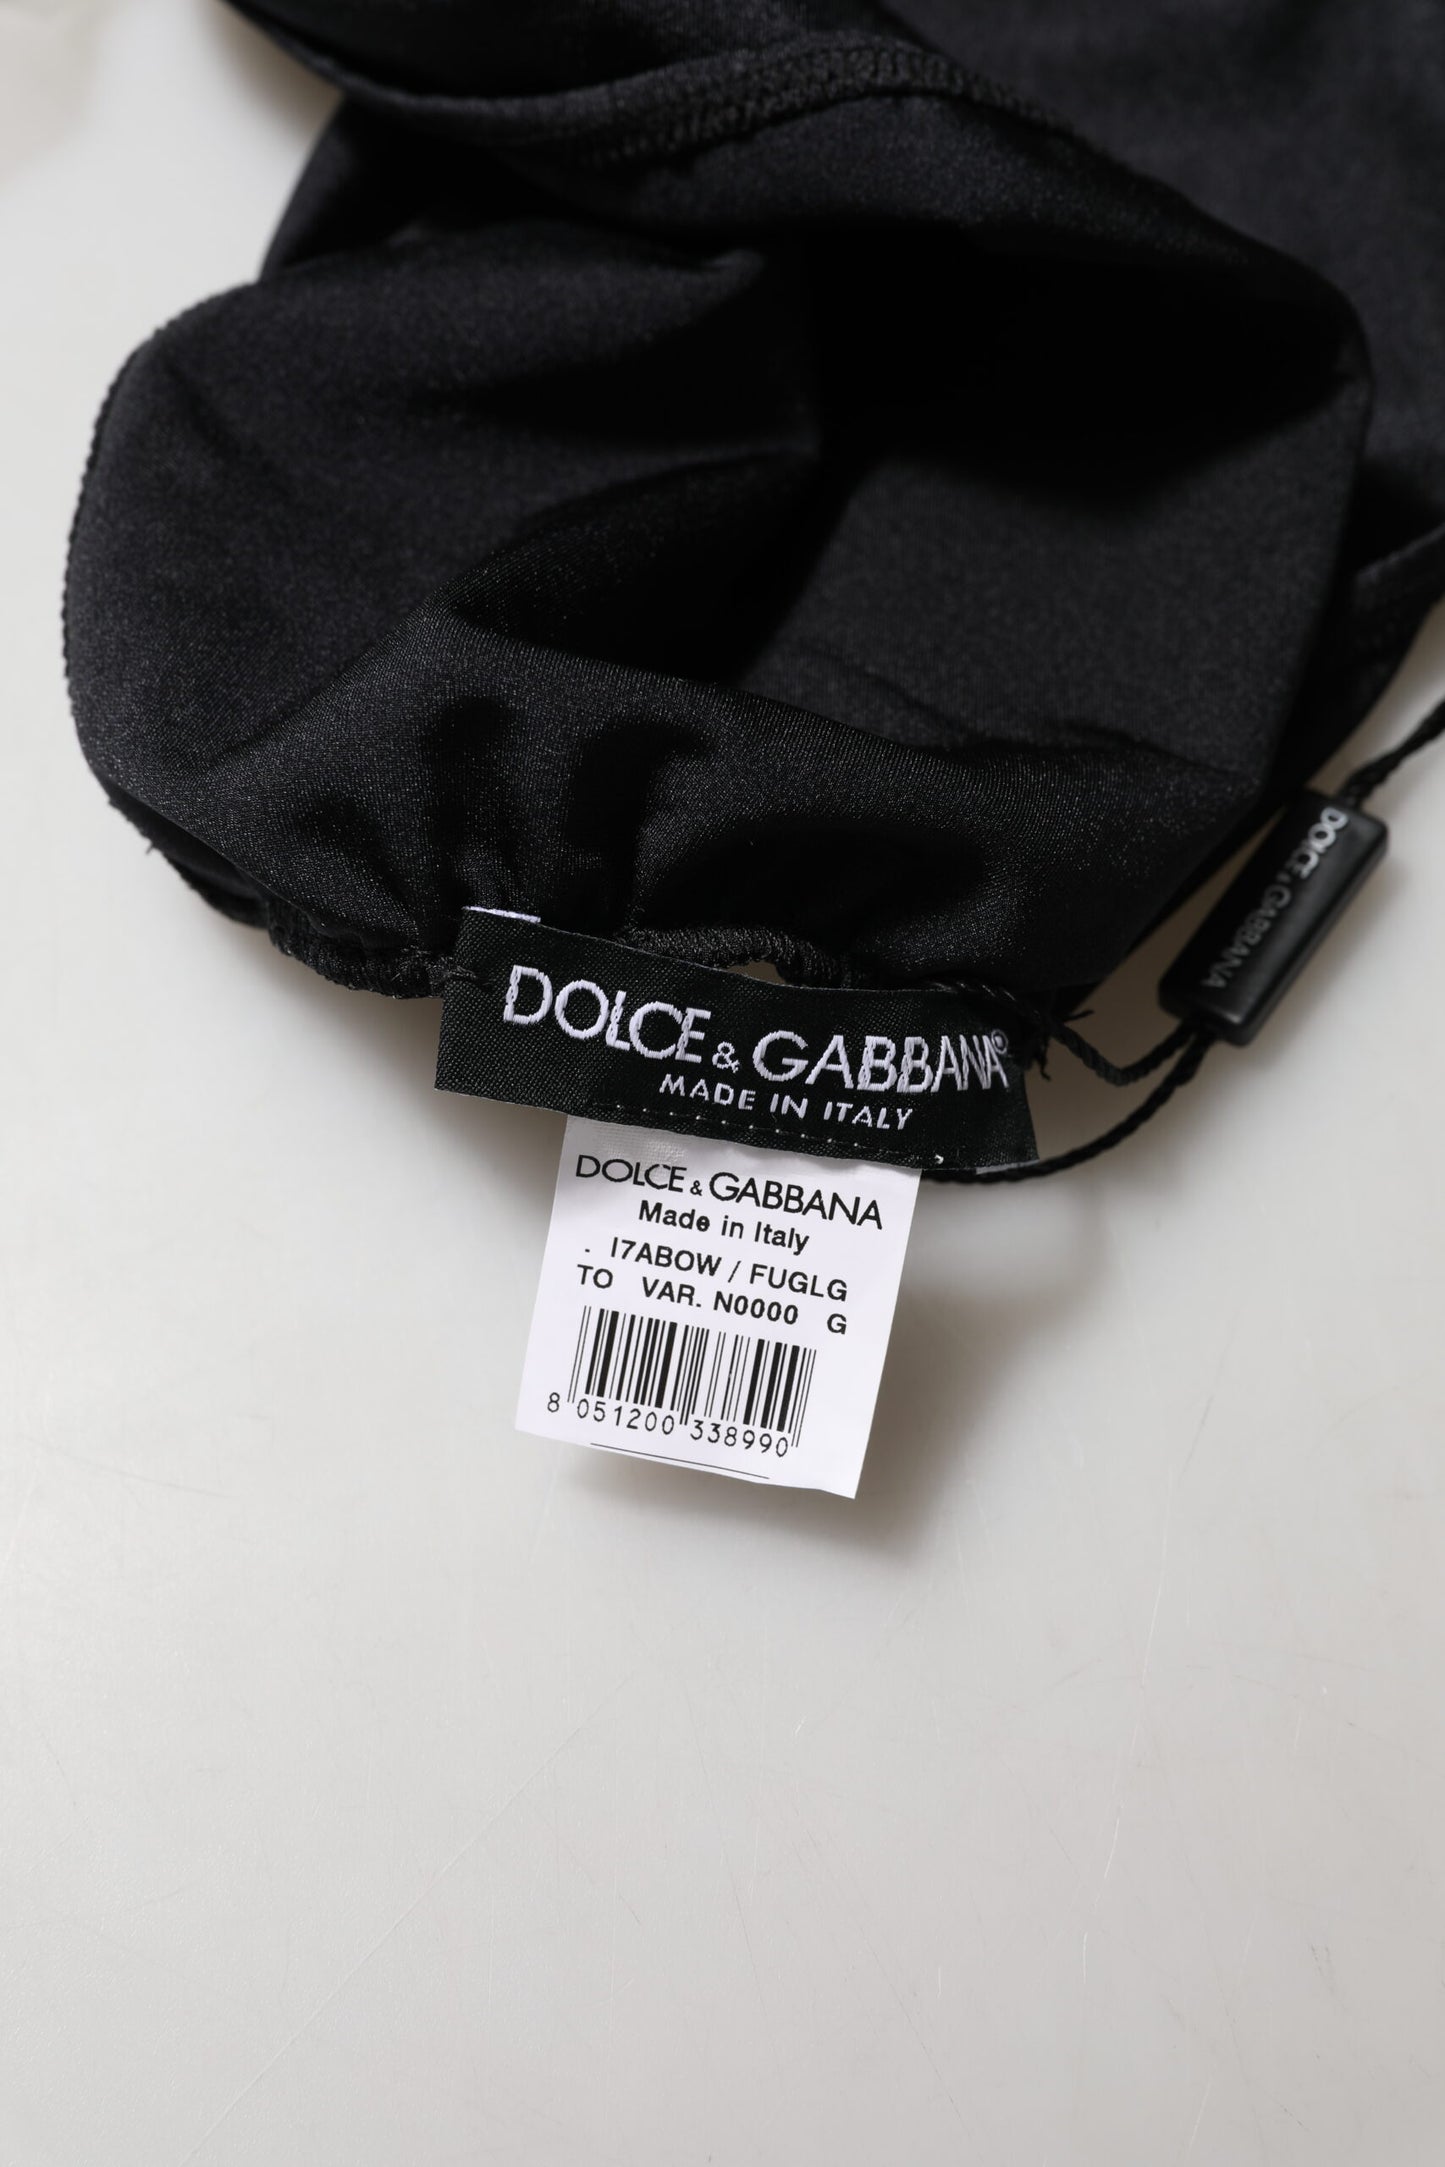 DOLCE & GABBANA
DOLCE & GABBANA®
MADE IN ITALY
DOLCE & GABBANA
Made in Italy
. I7ABOW / FUGLG
TO VAR. N0000 G
8 051200 338990